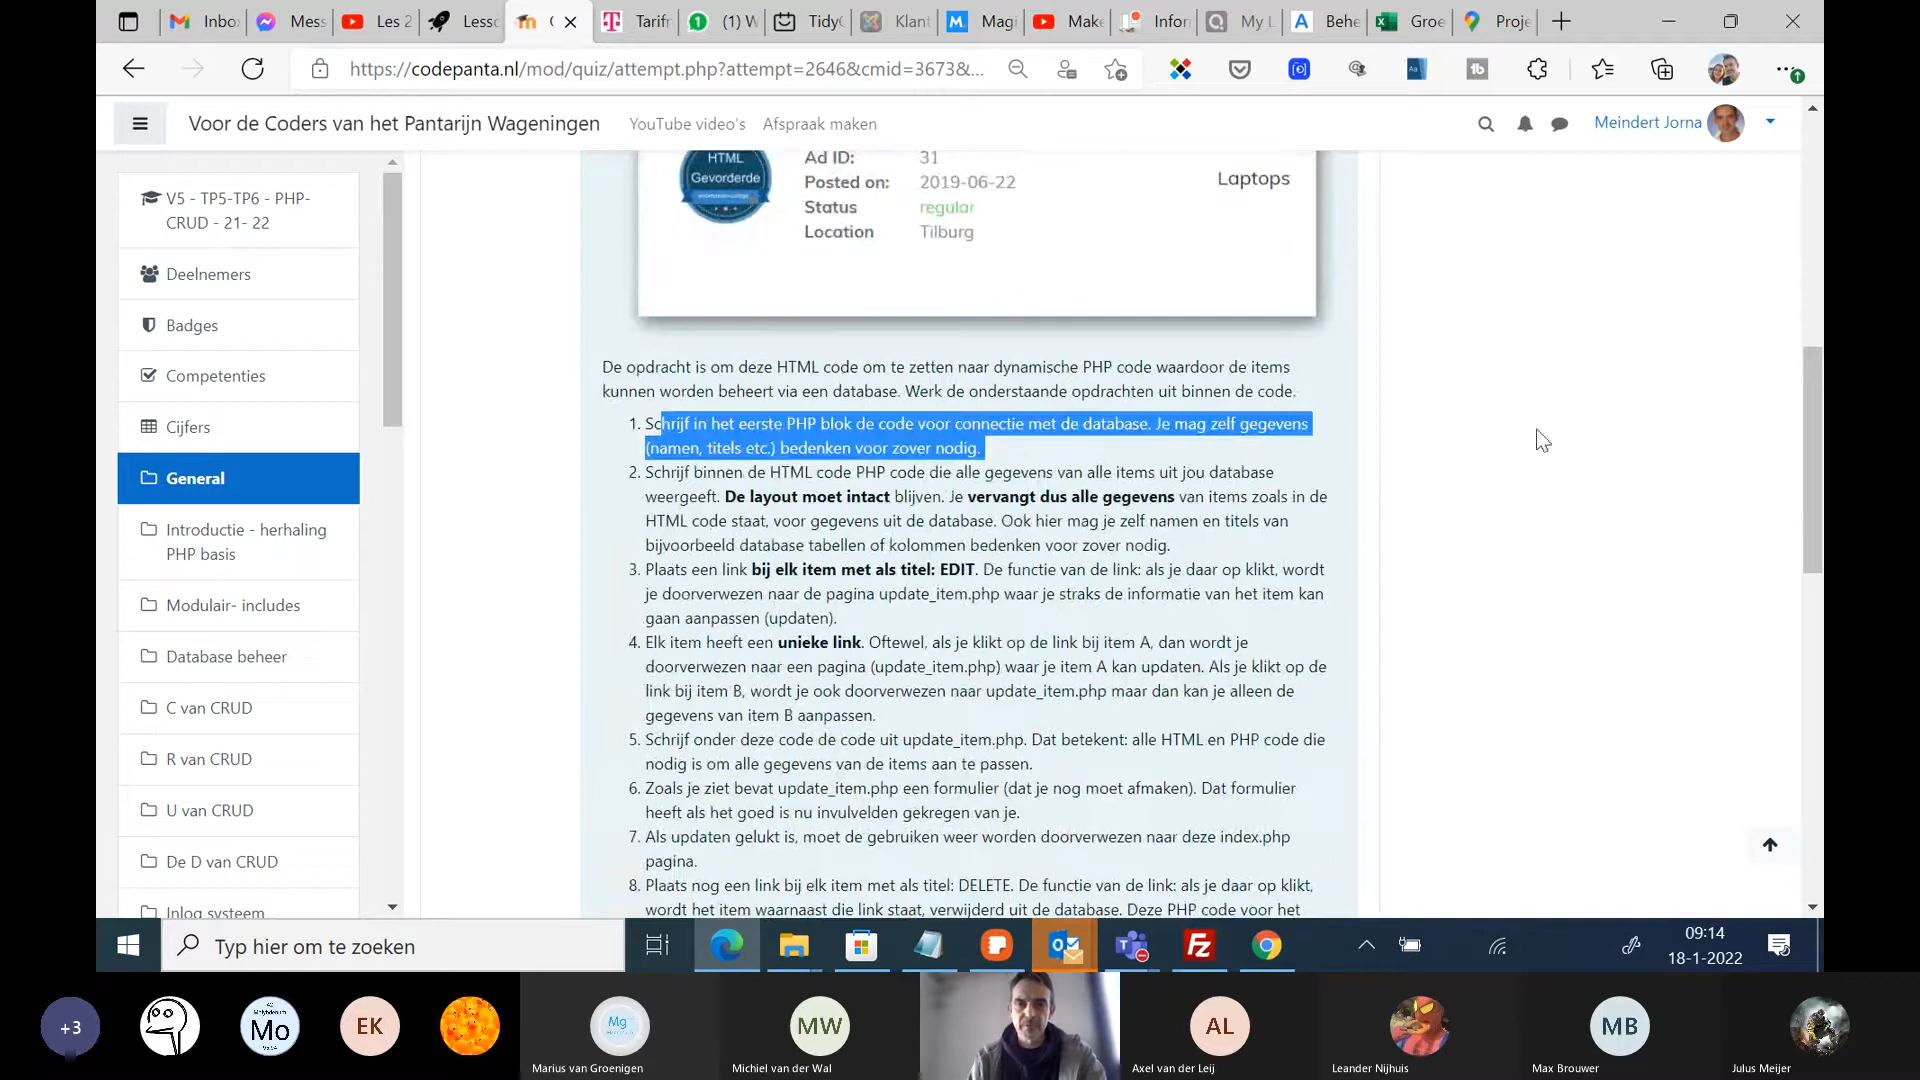 Inbo
Mess
Les 2
Lessc
Tarifr
(1) W
Tidy
Klant
Magi
Make
Infor
My L
Behe
Groe
Proje
https://codepanta.nl/mod/quiz/attempt.php?attempt=2646&cmid=3673&...
Voor de Coders van het Pantarijn Wageningen
YouTube video's
Afspraak maken
Meindert Jorna
V5 - TP5-TP6 - PHP-
CRUD - 21- 22
Deelnemers
Badges
Competenties
Cijfers
General
Introductie - herhaling
PHP basis
Modulair- includes
Database beheer
C van CRUD
R van CRUD
U van CRUD
De D van CRUD
Inlog systeem
HTML
Gevorderde
Ad ID: 31
Posted on: 2019-06-22
Status regular
Location Tilburg
Laptops
De opdracht is om deze HTML code om te zetten naar dynamische PHP code waardoor de items
kunnen worden beheert via een database. Werk de onderstaande opdrachten uit binnen de code.
1. Schrijf in het eerste PHP blok de code voor connectie met de database. Je mag zelf gegevens
(namen, titels etc.) bedenken voor zover nodig.
2. Schrijf binnen de HTML code PHP code die alle gegevens van alle items uit jou database
weergeeft. De layout moet intact blijven. Je vervangt dus alle gegevens van items zoals in de
HTML code staat, voor gegevens uit de database. Ook hier mag je zelf namen en titels van
bijvoorbeeld database tabellen of kolommen bedenken voor zover nodig.
3. Plaats een link bij elk item met als titel: EDIT. De functie van de link: als je daar op klikt, wordt
je doorverwezen naar de pagina update_item.php waar je straks de informatie van het item kan
gaan aanpassen (updaten).
4. Elk item heeft een unieke link. Oftewel, als je klikt op de link bij item A, dan wordt je
doorverwezen naar een pagina (update_item.php) waar je item A kan updaten. Als je klikt op de
link bij item B, wordt je ook doorverwezen naar update_item.php maar dan kan je alleen de
gegevens van item B aanpassen.
5. Schrijf onder deze code de code uit update_item.php. Dat betekent: alle HTML en PHP code die
nodig is om alle gegevens van de items aan te passen.
6. Zoals je ziet bevat update_item.php een formulier (dat je nog moet afmaken). Dat formulier
heeft als het goed is nu invulvelden gekregen van je.
7. Als updaten gelukt is, moet de gebruiken weer worden doorverwezen naar deze index.php
pagina.
8. Plaats nog een link bij elk item met als titel: DELETE. De functie van de link: als je daar op klikt,
wordt het item waarnaast die link staat, verwijderd uit de database. Deze PHP code voor het
Typ hier om te zoeken
09:14
18-1-2022
+3
Mo
EK
Mg
MW
AL
MB
Marius van Groenigen
Michiel van der Wal
Axel van der Leij
Leander Nijhuis
Max Brouwer
Julus Meijer